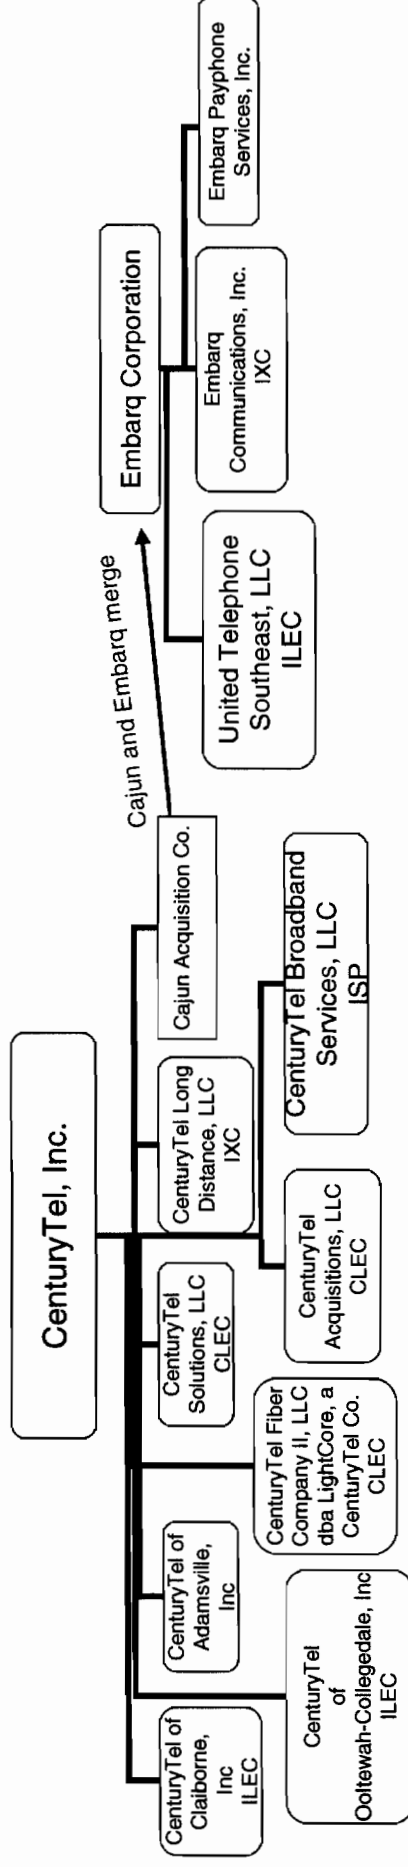 CenturyTel, Inc.
Embarq Corporation
Cajun and Embarq merge
CenturyTel of
Claiborne,
Inc
ILEC
CenturyTel of
Adamsville,
Inc
CenturyTel
Solutions, LLC
CLEC
CenturyTel Long
Distance, LLC
IXC
Cajun Acquisition Co.
United Telephone
Southeast, LLC
ILEC
Embarq
Communications, Inc.
IXC
Embarq Payphone
Services, Inc.
CenturyTel
of
Ooltewah-Collegedale, Inc
ILEC
CenturyTel Fiber
Company II, LLC
dba LightCore, a
CenturyTel Co.
CLEC
CenturyTel
Acquisitions, LLC
CLEC
CenturyTel Broadband
Services, LLC
ISP